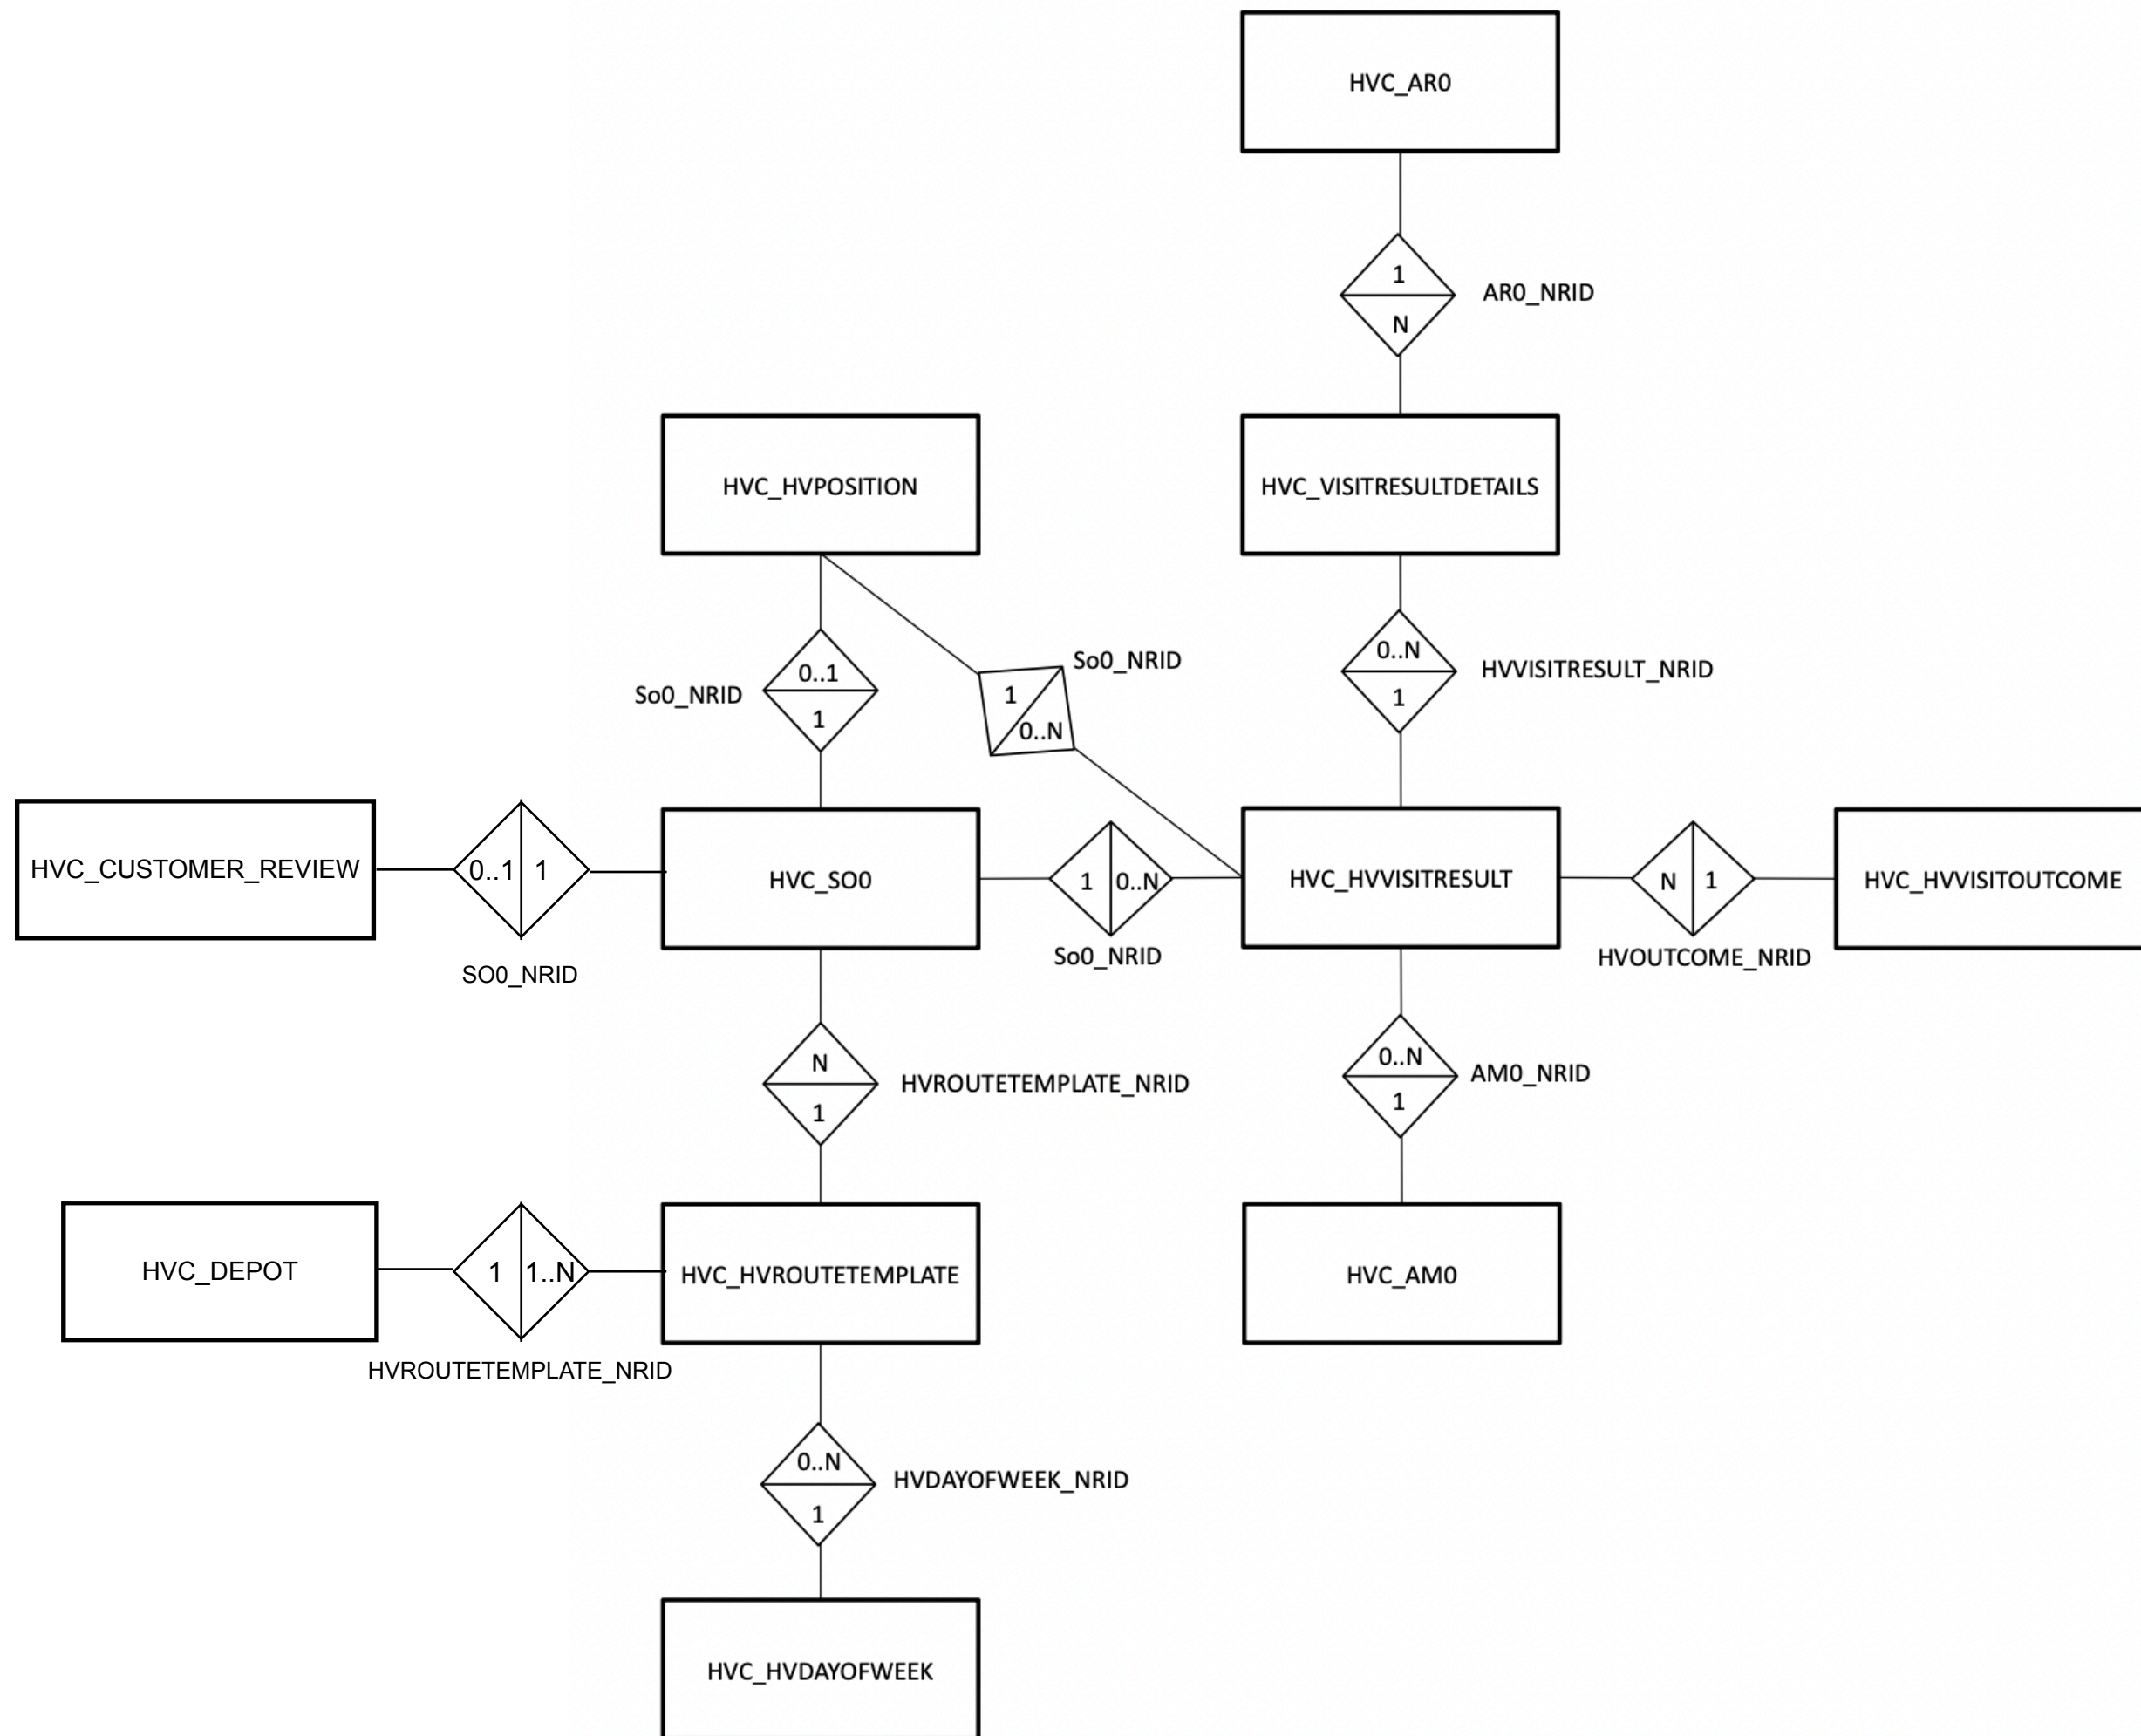 HVC_AR0
1
N
AR0_NRID
HVC_HVPOSITION
HVC_VISITRESULTDETAILS
0..1
1
So0_NRID
1
0..N
So0_NRID
0..N
1
HVVISITRESULT_NRID
HVC_CUSTOMER_REVIEW
0..1
1
SO0_NRID
HVC_SO0
1
0..N
So0_NRID
HVC_HVVISITRESULT
N
1
HVOUTCOME_NRID
HVC_HVVISITOUTCOME
N
1
HVROUTETEMPLATE_NRID
0..N
1
AM0_NRID
HVC_DEPOT
1
1..N
HVROUTETEMPLATE_NRID
HVC_HVROUTETEMPLATE
HVC_AM0
0..N
1
HVDAYOFWEEK_NRID
HVC_HVDAYOFWEEK